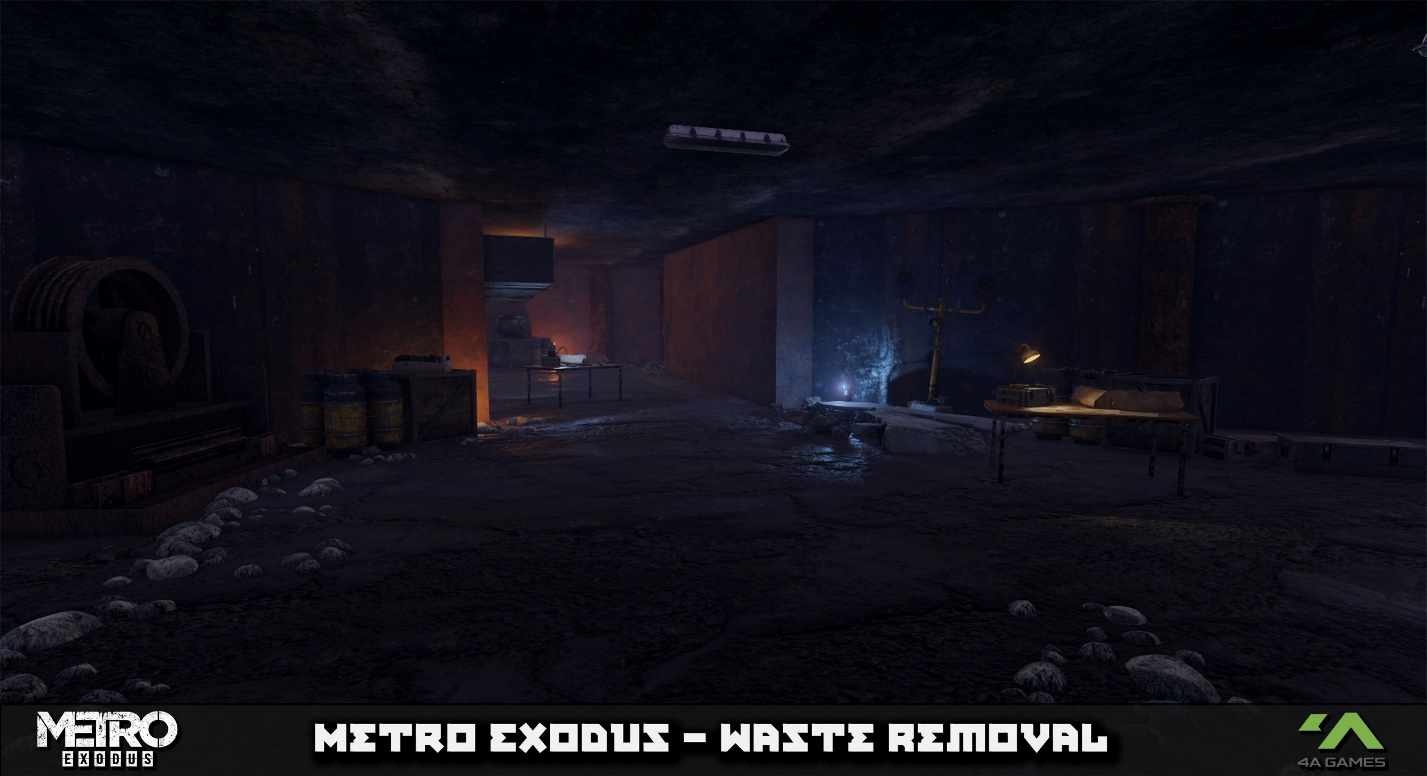 METRO
EXODUS
METRO EXODUS - WASTE REMOVAL
4A GAMES